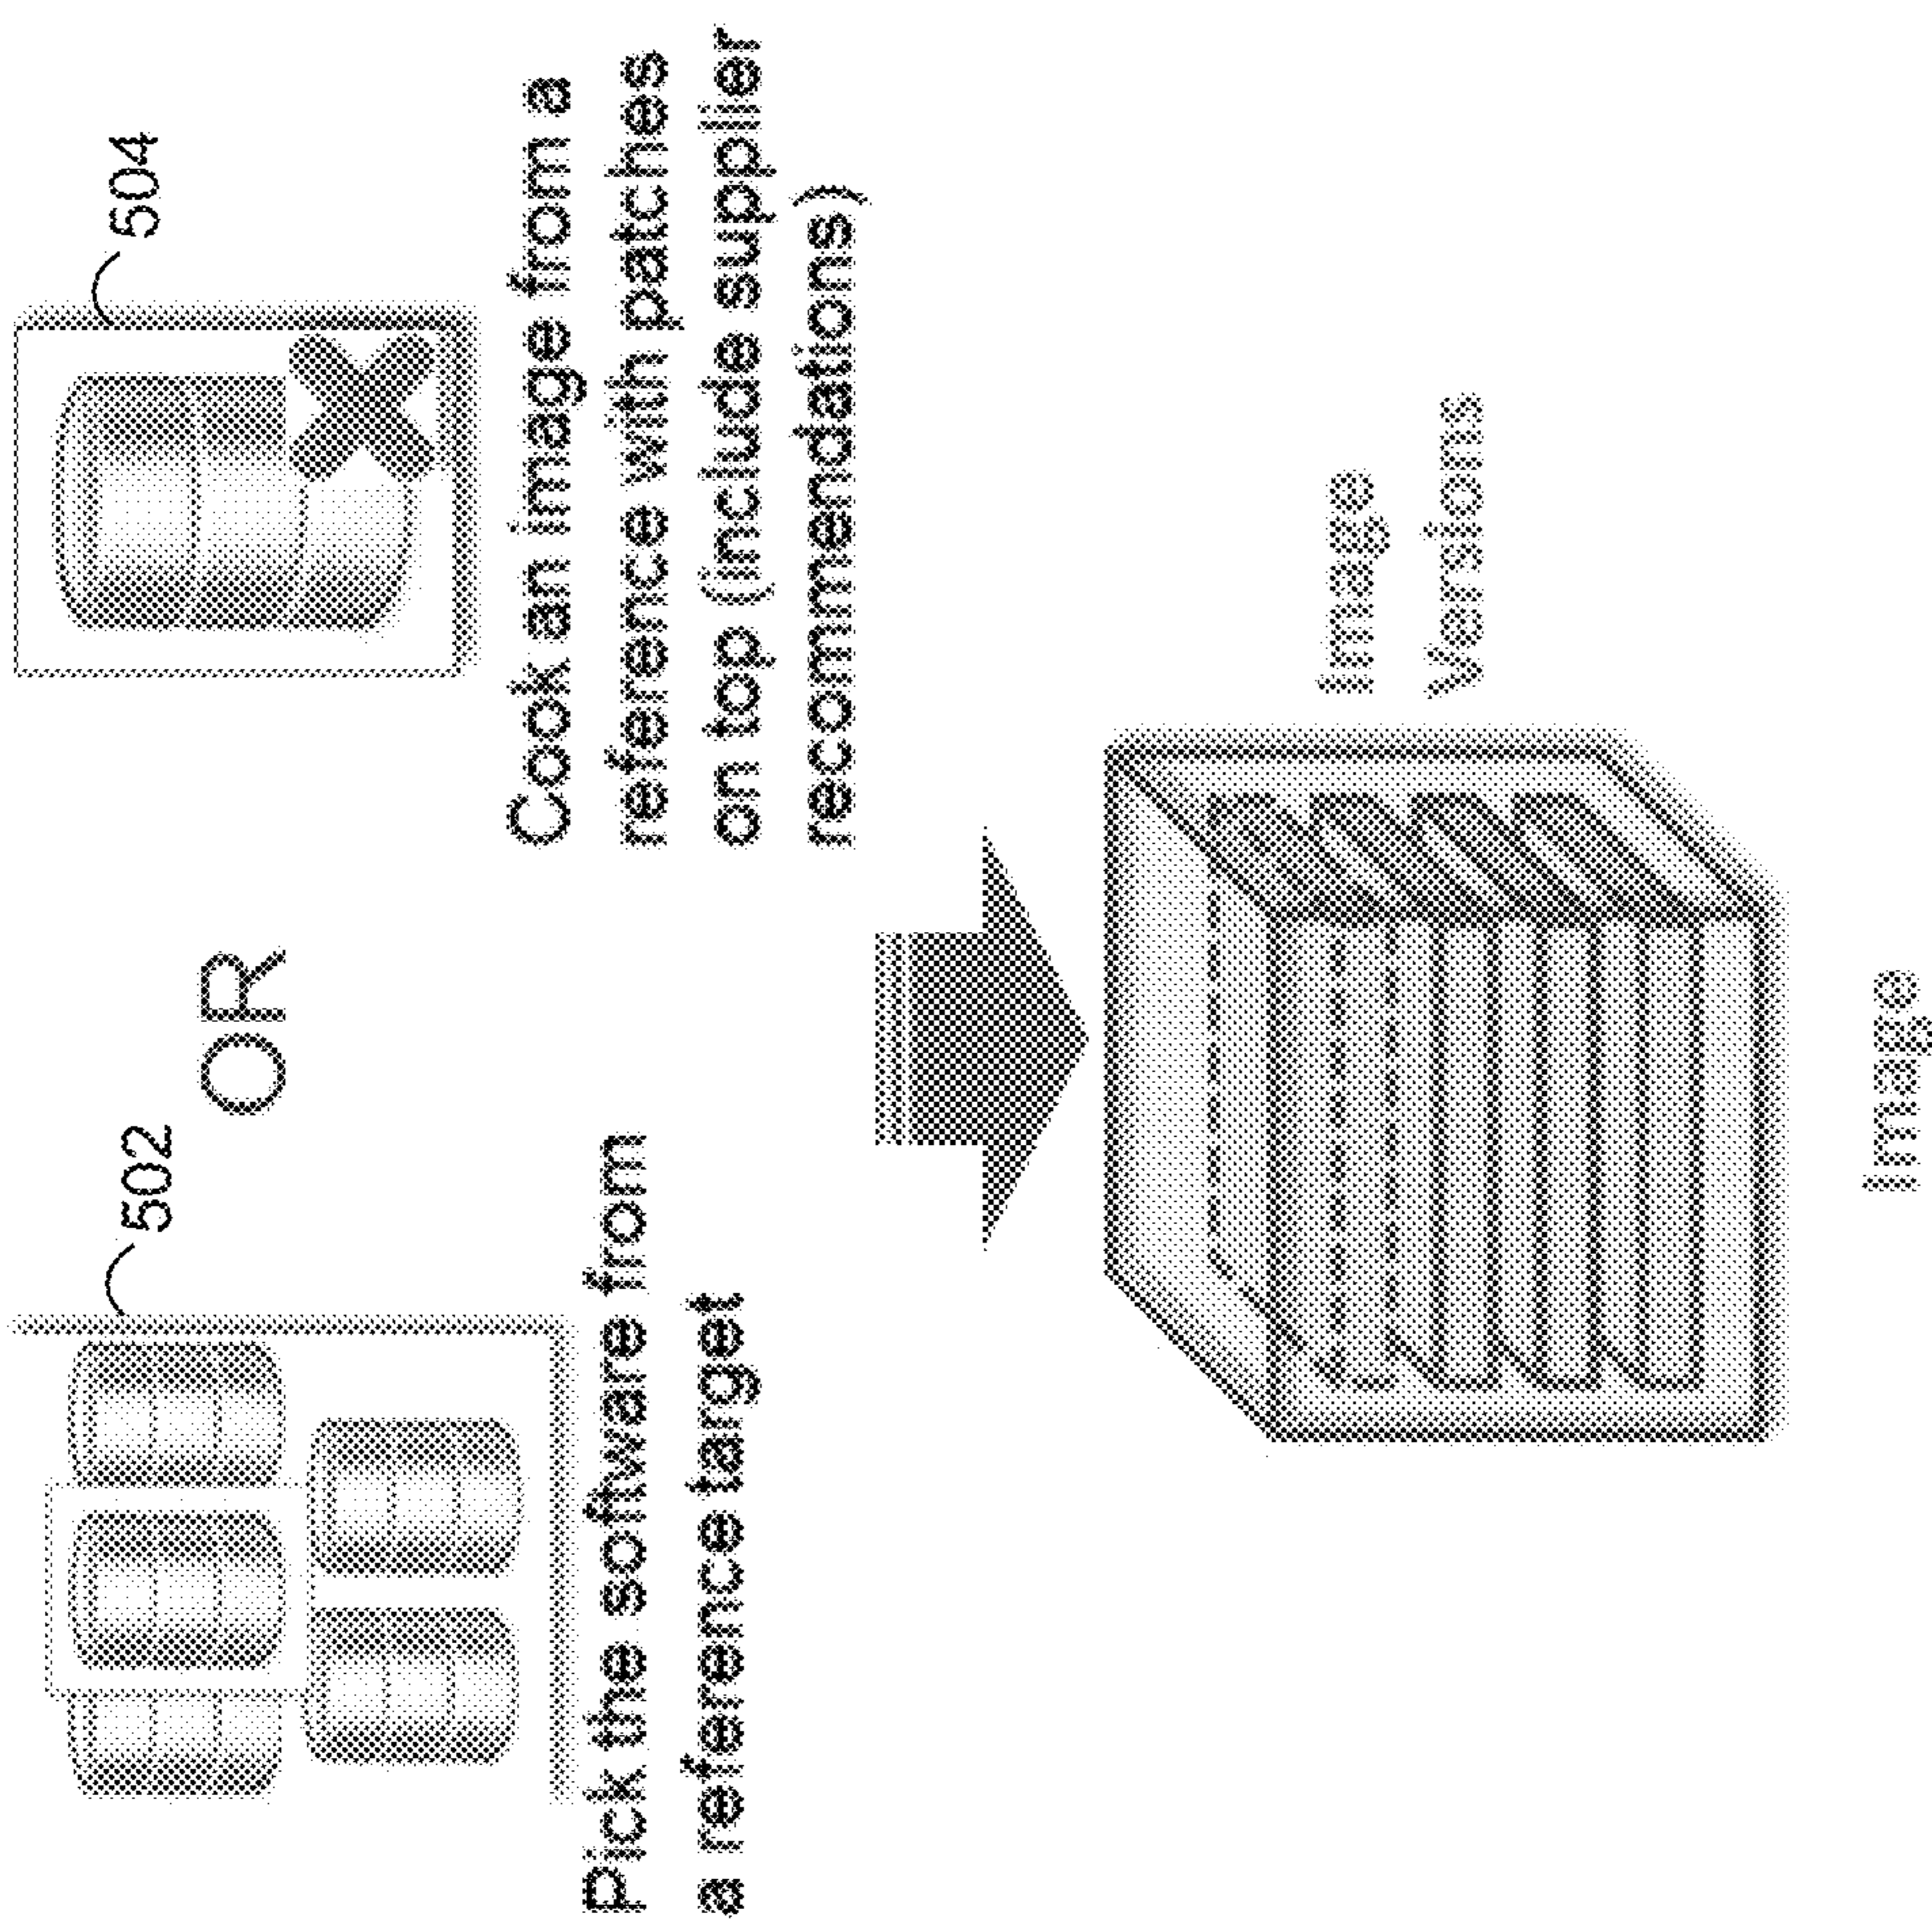 502
OR
504
Pick the software from
a reference target
Cook an image from a
reference with patches
on top (include supplier
recommendations)
Image
Versions
Image